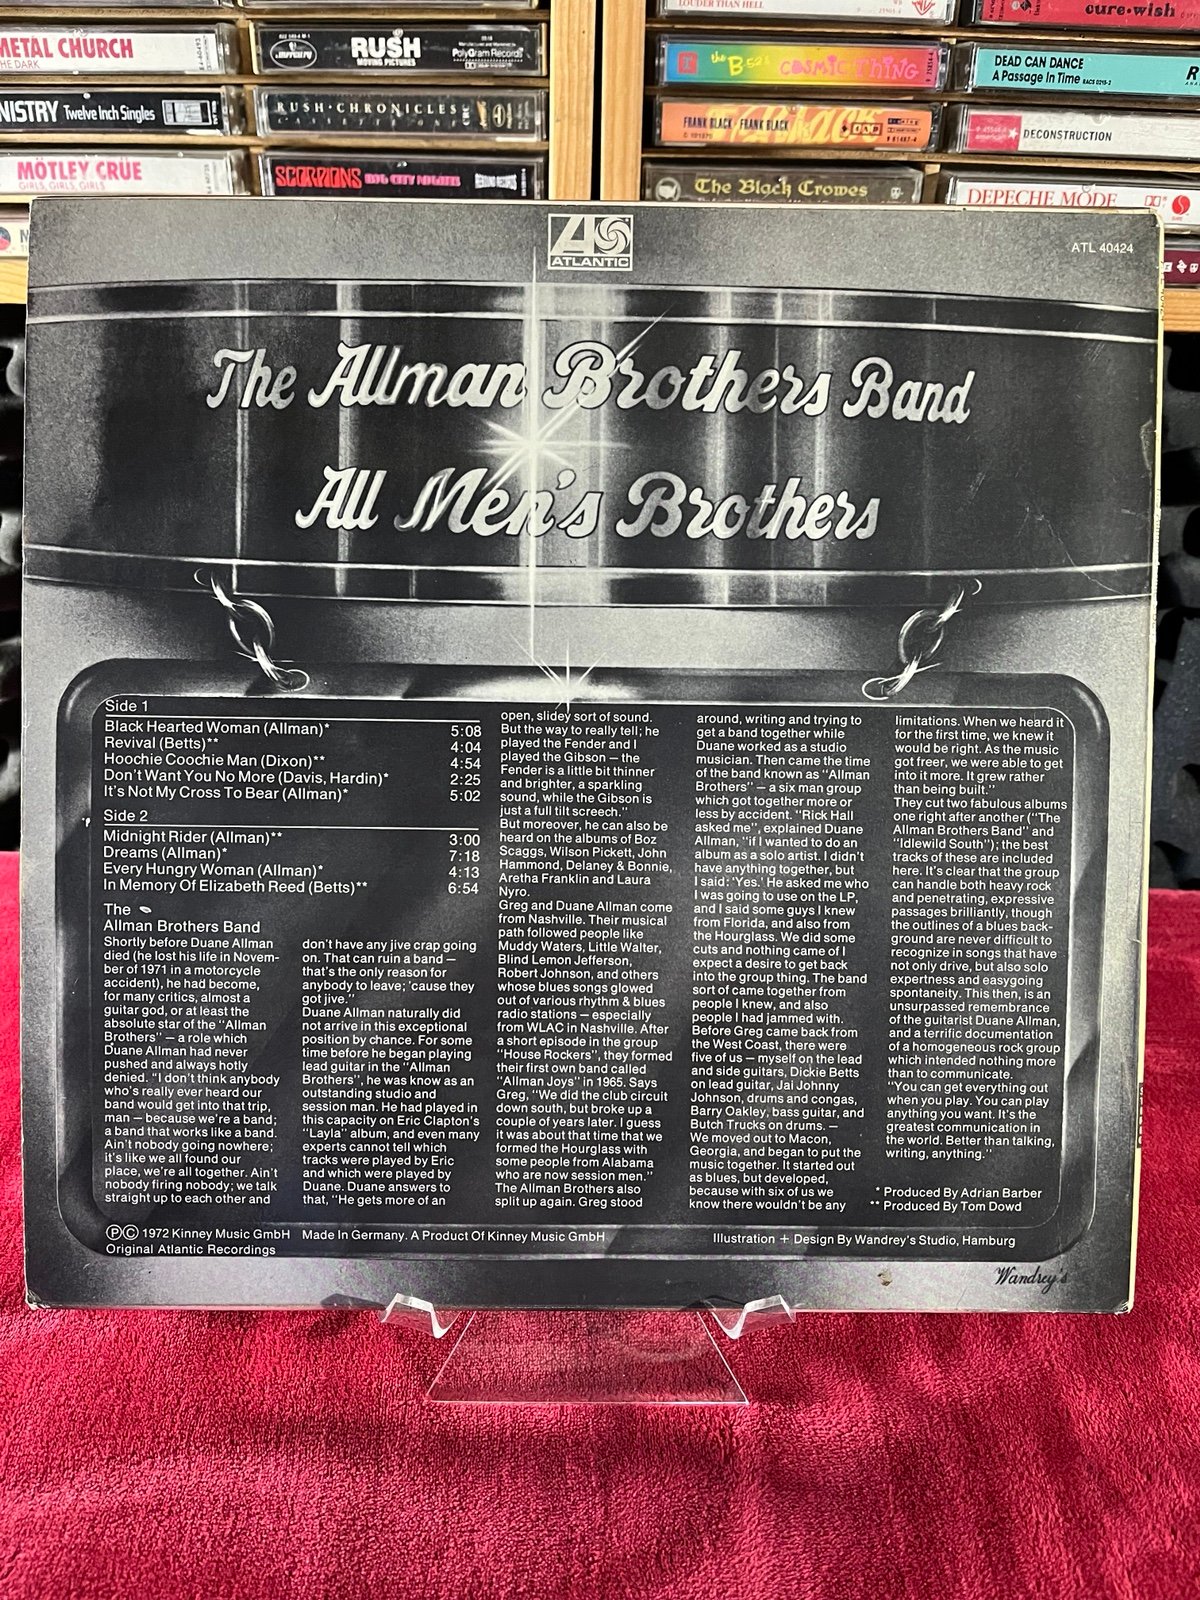 LOUDER THAN HELL
cure•wish
METAL CHURCH
THE DARK
RUSH
MOVING PICTURES
PolyGram Records
the B-52's COSMIC THING
DEAD CAN DANCE
A Passage In Time
MINISTRY Twelve Inch Singles
RUSH•CHRONICLES
FRANK BLACK • FRANK BLACK
DECONSTRUCTION
MÖTLEY CRÜE
GIRLS, GIRLS, GIRLS
SCORPIONS BIG CITY NIGHTS
The Black Crowes
DEPECHE MODE
ATLANTIC
ATL 40424
The Allman Brothers Band
All Men's Brothers
Side 1
Black Hearted Woman (Allman)* 5:08
Revival (Betts)** 4:04
Hoochie Coochie Man (Dixon)** 4:54
Don't Want You No More (Davis, Hardin)* 2:25
It's Not My Cross To Bear (Allman)* 5:02
Side 2
Midnight Rider (Allman)** 3:00
Dreams (Allman)* 7:18
Every Hungry Woman (Allman)* 4:13
In Memory Of Elizabeth Reed (Betts)** 6:54
The
Allman Brothers Band
Shortly before Duane Allman
died (he lost his life in Novem-
ber of 1971 in a motorcycle
accident), he had become,
for many critics, almost a
guitar god, or at least the
absolute star of the "Allman
Brothers" – a role which
Duane Allman had never
pushed and always hotly
denied. "I don't think anybody
who's really ever heard our
band would get into that trip,
man – because we're a band;
a band that works like a band.
Ain't nobody going nowhere;
it's like we all found our
place, we're all together. Ain't
nobody firing nobody; we talk
straight up to each other and
don't have any jive crap going
on. That can ruin a band –
that's the only reason for
anybody to leave; 'cause they
got jive."
Duane Allman naturally did
not arrive in this exceptional
position by chance. For some
time before he began playing
lead guitar in the "Allman
Brothers", he was know as an
outstanding studio and
session man. He had played in
this capacity on Eric Clapton's
"Layla" album, and even many
experts cannot tell which
tracks were played by Eric
and which were played by
Duane. Duane answers to
that, "He gets more of an
open, slidey sort of sound.
But the way to really tell; he
played the Fender and I
played the Gibson – the
Fender is a little bit thinner
and brighter, a sparkling
sound, while the Gibson is
just a full tilt screech."
But moreover, he can also be
heard on the albums of Boz
Scaggs, Wilson Pickett, John
Hammond, Delaney & Bonnie,
Aretha Franklin and Laura
Nyro.
Greg and Duane Allman come
from Nashville. Their musical
path followed people like
Muddy Waters, Little Walter,
Blind Lemon Jefferson,
Robert Johnson, and others
whose blues songs glowed
out of various rhythm & blues
radio stations – especially
from WLAC in Nashville. After
a short episode in the group
"House Rockers", they formed
their first own band called
"Allman Joys" in 1965. Says
Greg, "We did the club circuit
down south, but broke up a
couple of years later. I guess
it was about that time that we
formed the Hourglass with
some people from Alabama
who are now session men."
The Allman Brothers also
split up again. Greg stood
around, writing and trying to
get a band together while
Duane worked as a studio
musician. Then came the time
of the band known as "Allman
Brothers" – a six man group
which got together more or
less by accident. "Rick Hall
asked me", explained Duane
Allman, "if I wanted to do an
album as a solo artist. I didn't
have anything together, but
I said: 'Yes.' He asked me who
I was going to use on the LP,
and I said some guys I knew
from Florida, and also from
the Hourglass. We did some
cuts and nothing came of I
expect a desire to get back
into the group thing. The band
sort of came together from
people I knew, and also
people I had jammed with.
Before Greg came back from
the West Coast, there were
five of us – myself on the lead
and side guitars, Dickie Betts
on lead guitar, Jai Johnny
Johnson, drums and congas,
Barry Oakley, bass guitar, and
Butch Trucks on drums. –
We moved out to Macon,
Georgia, and began to put the
music together. It started out
as blues, but developed,
because with six of us we
know there wouldn't be any
limitations. When we heard it
for the first time, we knew it
would be right. As the music
got freer, we were able to get
into it more. It grew rather
than being built."
They cut two fabulous albums
one right after another ("The
Allman Brothers Band" and
"Idlewild South"); the best
tracks of these are included
here. It's clear that the group
can handle both heavy rock
and penetrating, expressive
passages brilliantly, though
the outlines of a blues back-
ground are never difficult to
recognize in songs that have
not only drive, but also solo
expertness and easygoing
spontaneity. This then, is an
unsurpassed remembrance
of the guitarist Duane Allman,
and a terrific documentation
of a homogeneous rock group
which intended nothing more
than to communicate.
"You can get everything out
when you play. You can play
anything you want. It's the
greatest communication in
the world. Better than talking,
writing, anything."
* Produced By Adrian Barber
** Produced By Tom Dowd
Ⓟ© 1972 Kinney Music GmbH Made In Germany. A Product Of Kinney Music GmbH
Illustration + Design By Wandrey's Studio, Hamburg
Original Atlantic Recordings
Wandrey's